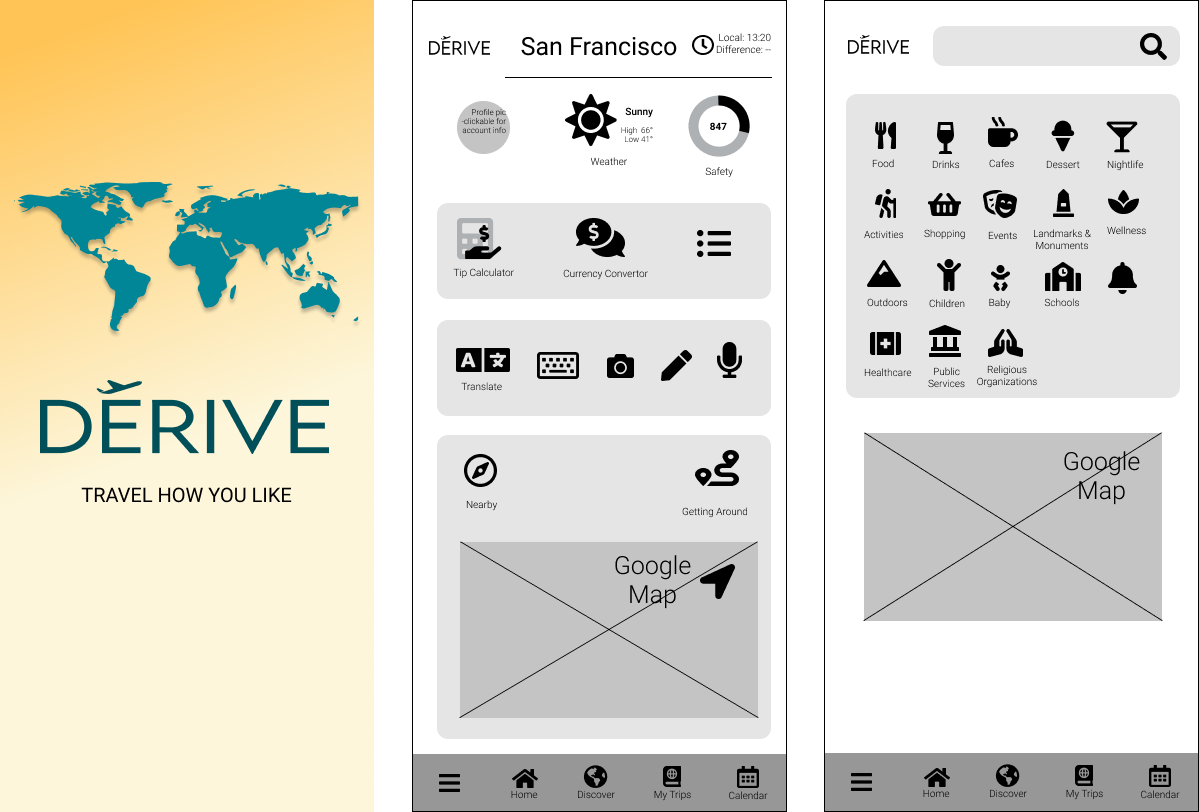 DĒRIVE
TRAVEL HOW YOU LIKE
DĒRIVE
San Francisco
Local: 13:20
Difference: --
Profile pic
-clickable for
account info
Sunny
High 66°
Low 41°
Weather
847
Safety
Tip Calculator
Currency Convertor
A
Translate
Nearby
Getting Around
Google
Map
Home
Discover
My Trips
Calendar
DĒRIVE
Food
Drinks
Cafes
Dessert
Nightlife
Activities
Shopping
Events
Landmarks &
Monuments
Wellness
Outdoors
Children
Baby
Schools
Healthcare
Public
Services
Religious
Organizations
Google
Map
Home
Discover
My Trips
Calendar